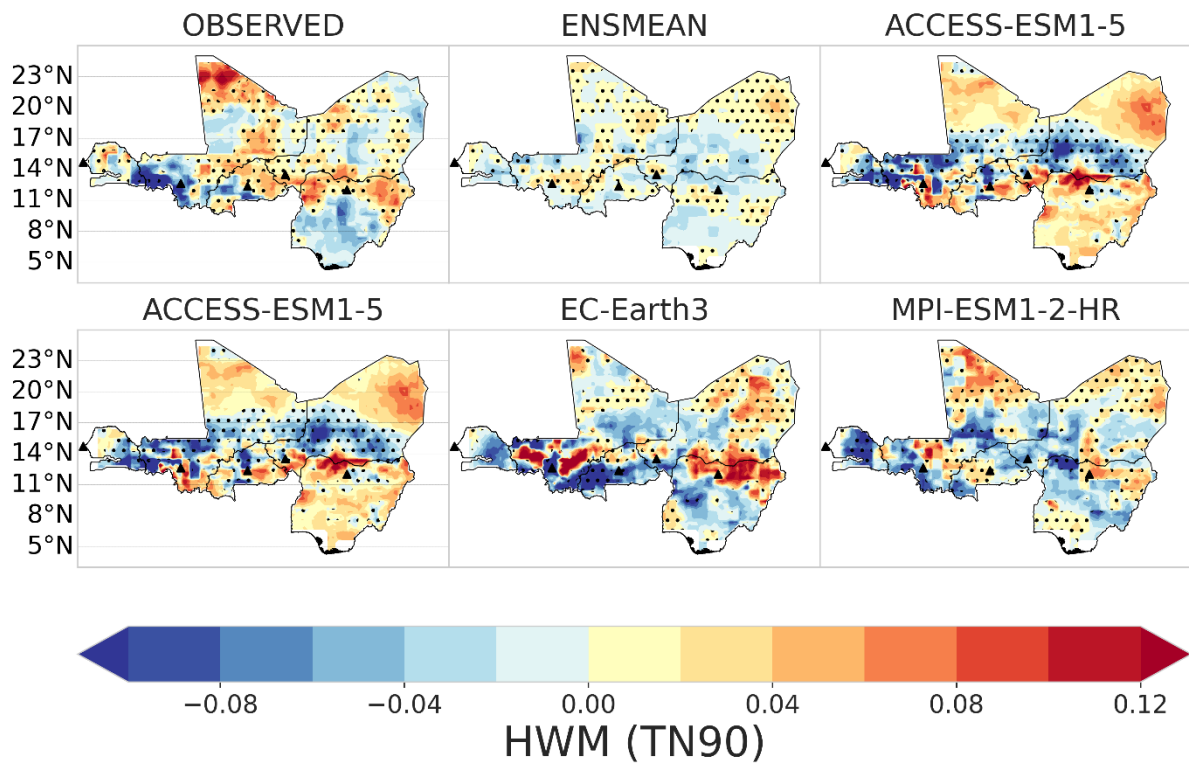 OBSERVED ENSMEAN ACCESS-ESM1-5
23°N
20°N
17°N
14°N
11°N
8°N
5°N
ACCESS-ESM1-5 EC-Earth3 MPI-ESM1-2-HR
23°N
20°N
17°N
14°N
11°N
8°N
5°N
−0.08 −0.04 0.00 0.04 0.08 0.12
HWM (TN90)